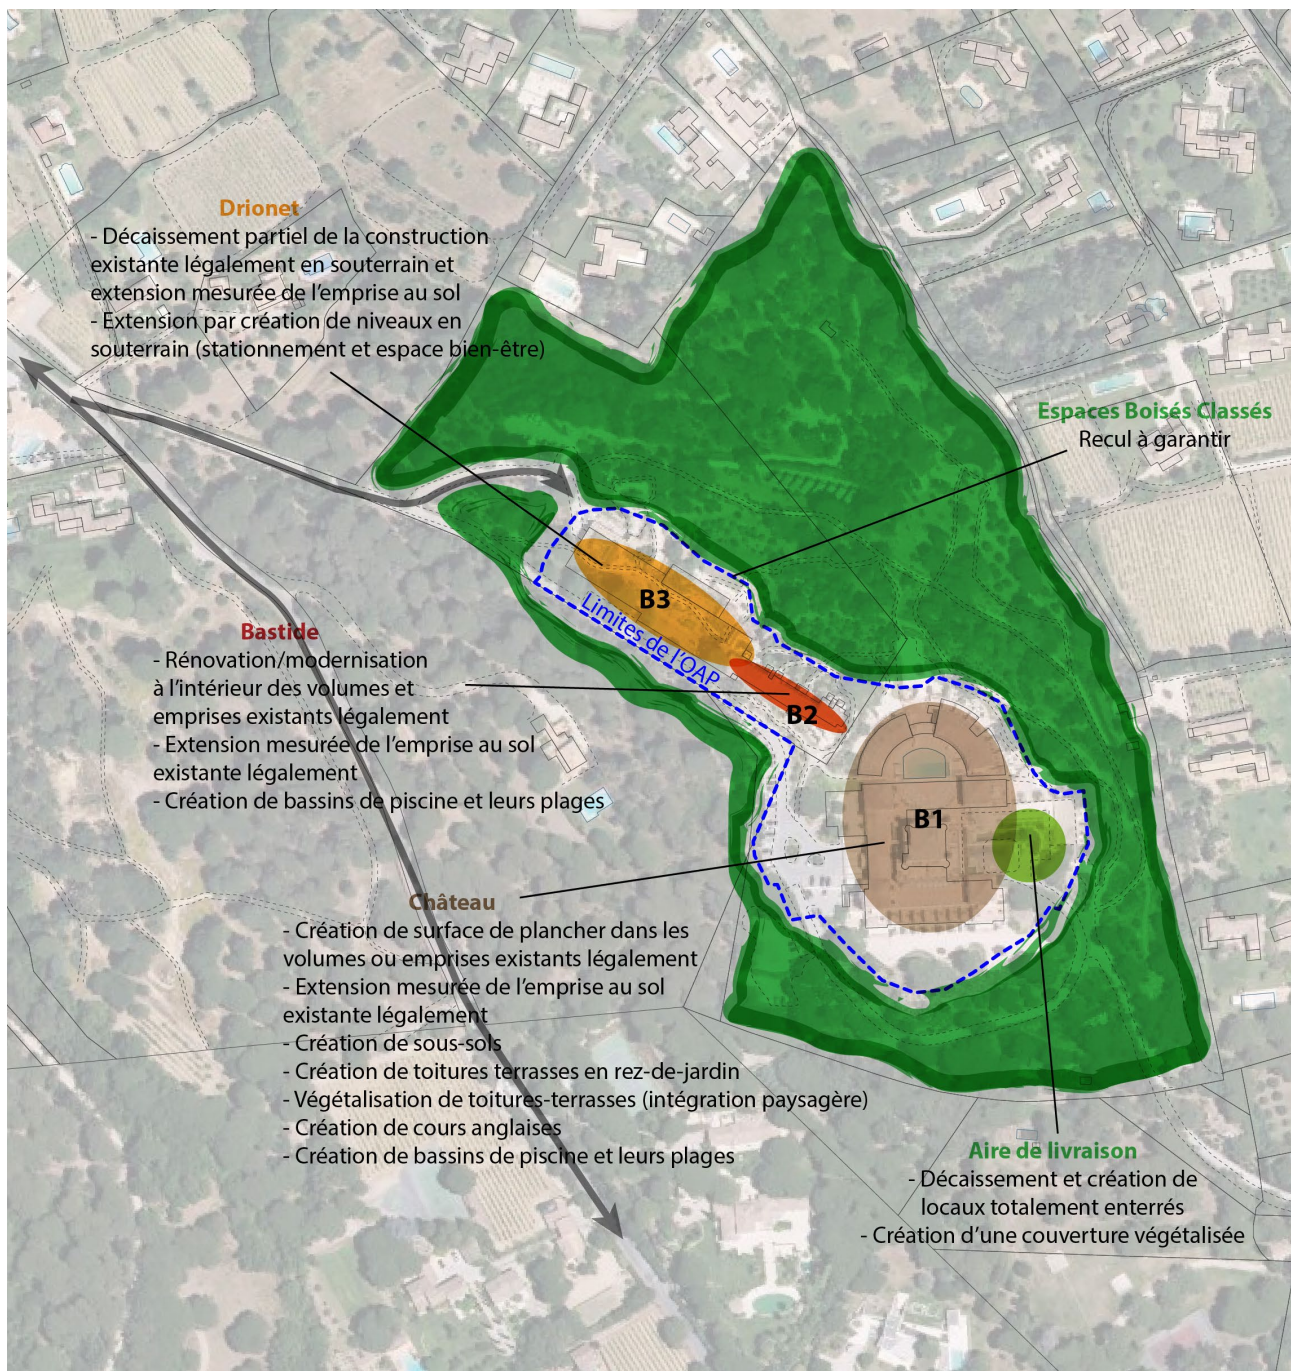 Drionet
- Décaissement partiel de la construction
existante légalement en souterrain et
extension mesurée de l'emprise au sol
- Extension par création de niveaux en
souterrain (stationnement et espace bien-être)
Espaces Boisés Classés
Recul à garantir
B3
Limites de l'OAP
Bastide
- Rénovation/modernisation
à l'intérieur des volumes et
emprises existants légalement
- Extension mesurée de l'emprise au sol
existante légalement
- Création de bassins de piscine et leurs plages
B2
B1
Château
- Création de surface de plancher dans les
volumes ou emprises existants légalement
- Extension mesurée de l'emprise au sol
existante légalement
- Création de sous-sols
- Création de toitures terrasses en rez-de-jardin
- Végétalisation de toitures-terrasses (intégration paysagère)
- Création de cours anglaises
- Création de bassins de piscine et leurs plages
Aire de livraison
- Décaissement et création de
locaux totalement enterrés
- Création d'une couverture végétalisée